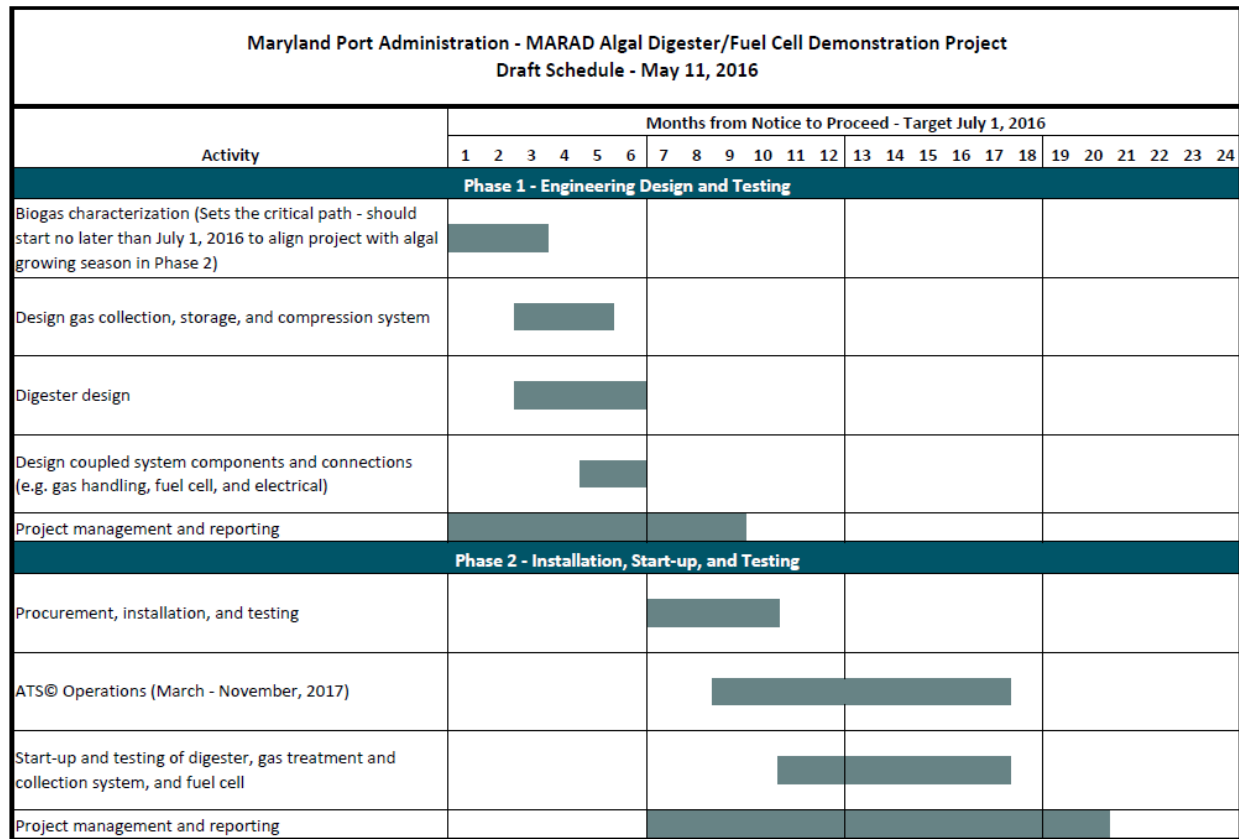 Maryland Port Administration - MARAD Algal Digester/Fuel Cell Demonstration Project
Draft Schedule - May 11, 2016
Months from Notice to Proceed - Target July 1, 2016
Activity 1 2 3 4 5 6 7 8 9 10 11 12 13 14 15 16 17 18 19 20 21 22 23 24
Phase 1 - Engineering Design and Testing
Biogas characterization (Sets the critical path - should
start no later than July 1, 2016 to align project with algal
growing season in Phase 2)
Design gas collection, storage, and compression system
Digester design
Design coupled system components and connections
(e.g. gas handling, fuel cell, and electrical)
Project management and reporting
Phase 2 - Installation, Start-up, and Testing
Procurement, installation, and testing
ATS© Operations (March - November, 2017)
Start-up and testing of digester, gas treatment and
collection system, and fuel cell
Project management and reporting